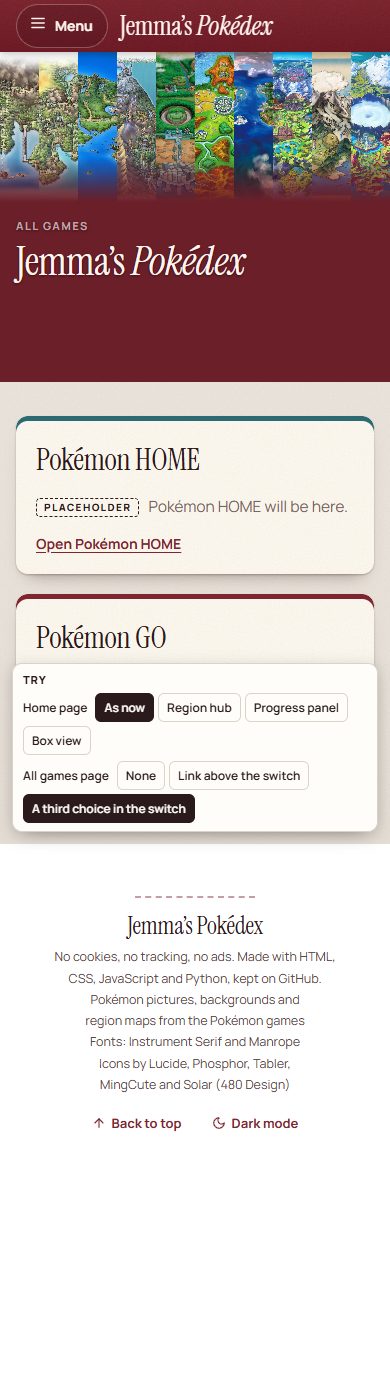 Menu
Jemma’s Pokédex
ALL GAMES
Jemma’s Pokédex
Pokémon HOME
PLACEHOLDER Pokémon HOME will be here.
Open Pokémon HOME
Pokémon GO
TRY
Home page As now Region hub Progress panel
Box view
All games page None Link above the switch
A third choice in the switch
Jemma’s Pokédex
No cookies, no tracking, no ads. Made with HTML,
CSS, JavaScript and Python, kept on GitHub.
Pokémon pictures, backgrounds and
region maps from the Pokémon games
Fonts: Instrument Serif and Manrope
Icons by Lucide, Phosphor, Tabler,
MingCute and Solar (480 Design)
Back to top Dark mode